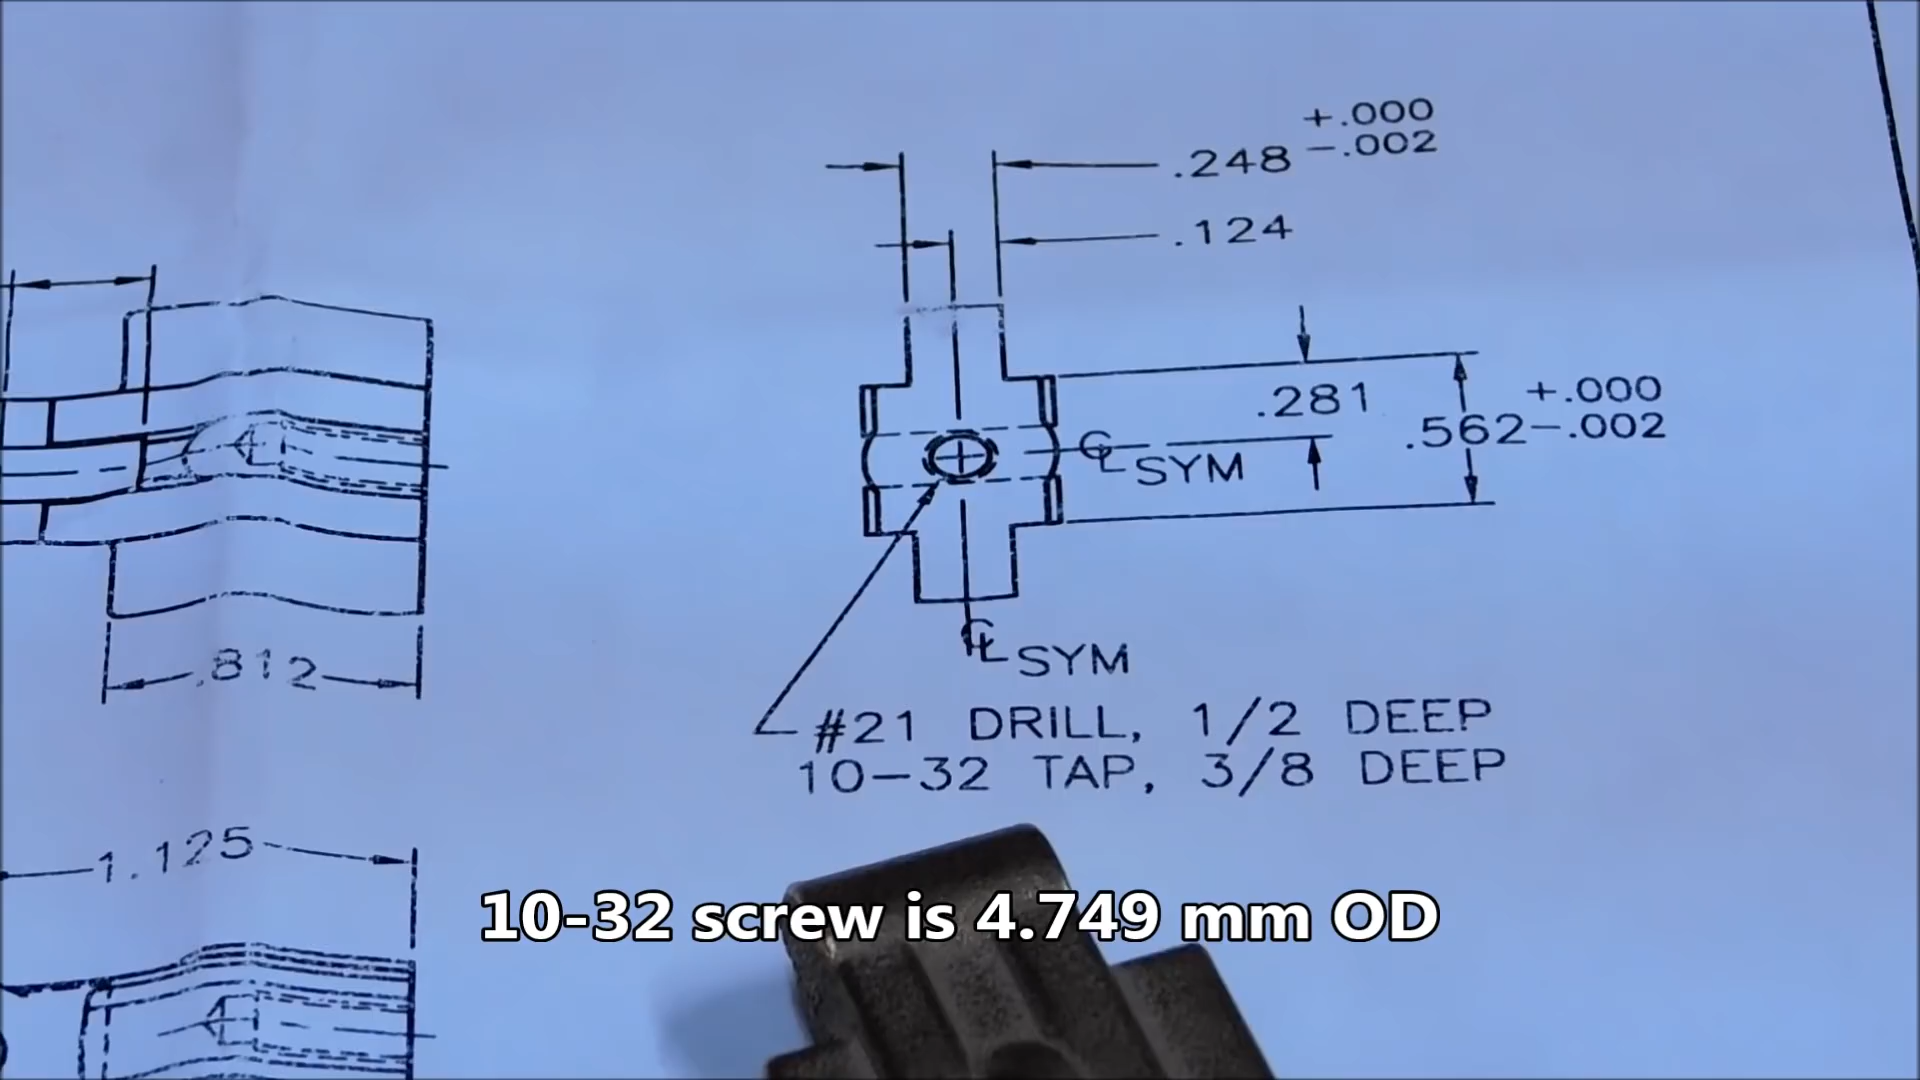 +.000
.248 -.002
.124
+.000
.281
.562 -.002
℄ SYM
.812
℄ SYM
#21 DRILL, 1/2 DEEP
10-32 TAP, 3/8 DEEP
1.125
10-32 screw is 4.749 mm OD